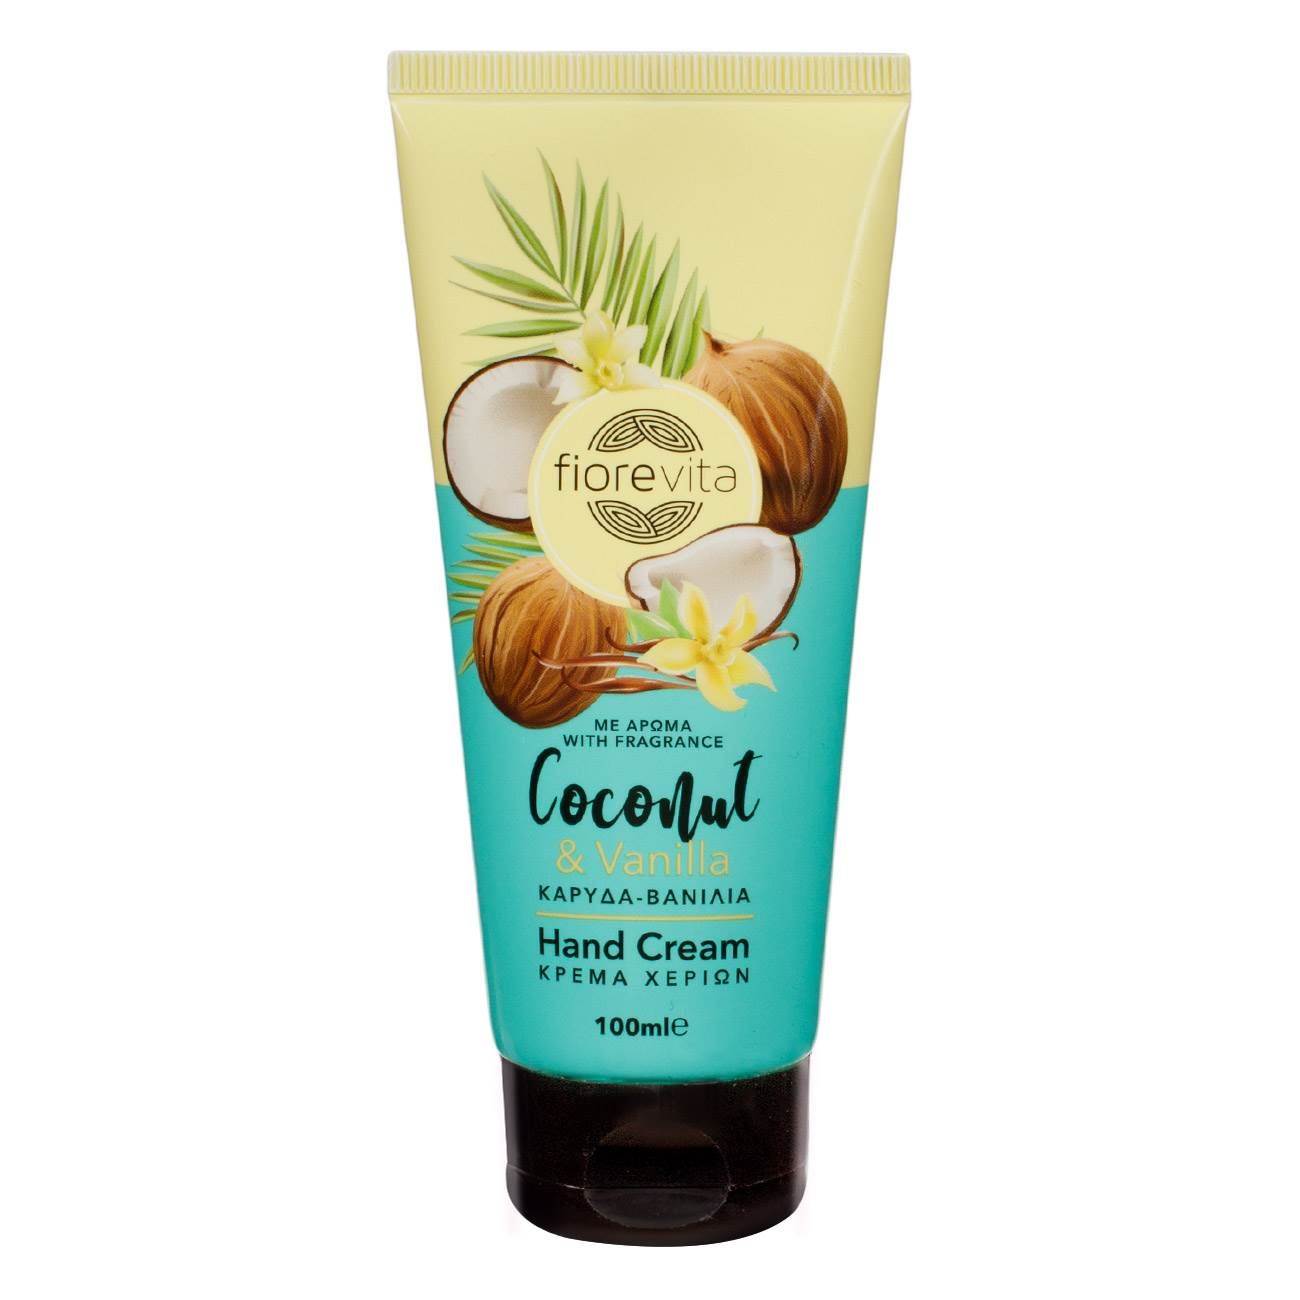 fiorevita
ΜΕ ΑΡΩΜΑ
WITH FRAGRANCE
Coconut
& Vanilla
ΚΑΡΥΔΑ-ΒΑΝΙΛΙΑ
Hand Cream
ΚΡΕΜΑ ΧΕΡΙΩΝ
100ml℮